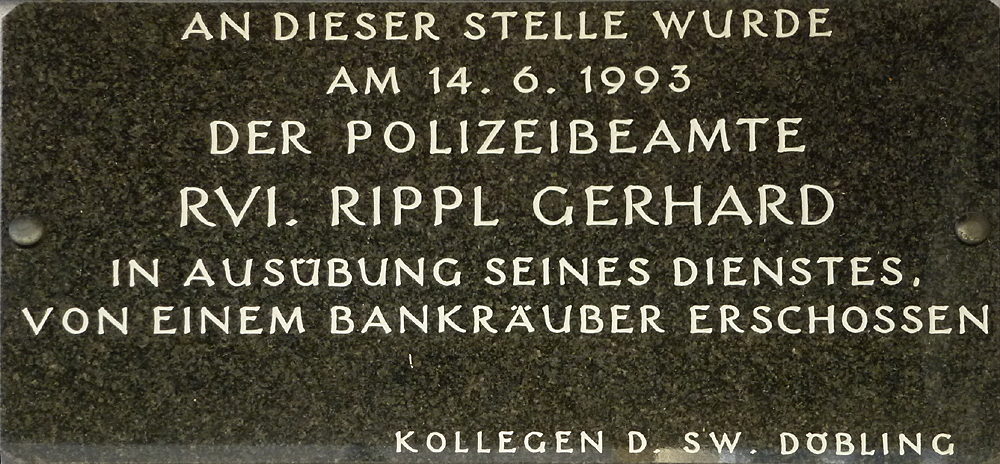 AN DIESER STELLE WURDE
AM 14. 6. 1993
DER POLIZEIBEAMTE
RVI. RIPPL GERHARD
IN AUSÜBUNG SEINES DIENSTES,
VON EINEM BANKRÄUBER ERSCHOSSEN
KOLLEGEN D. SW. DÖBLING